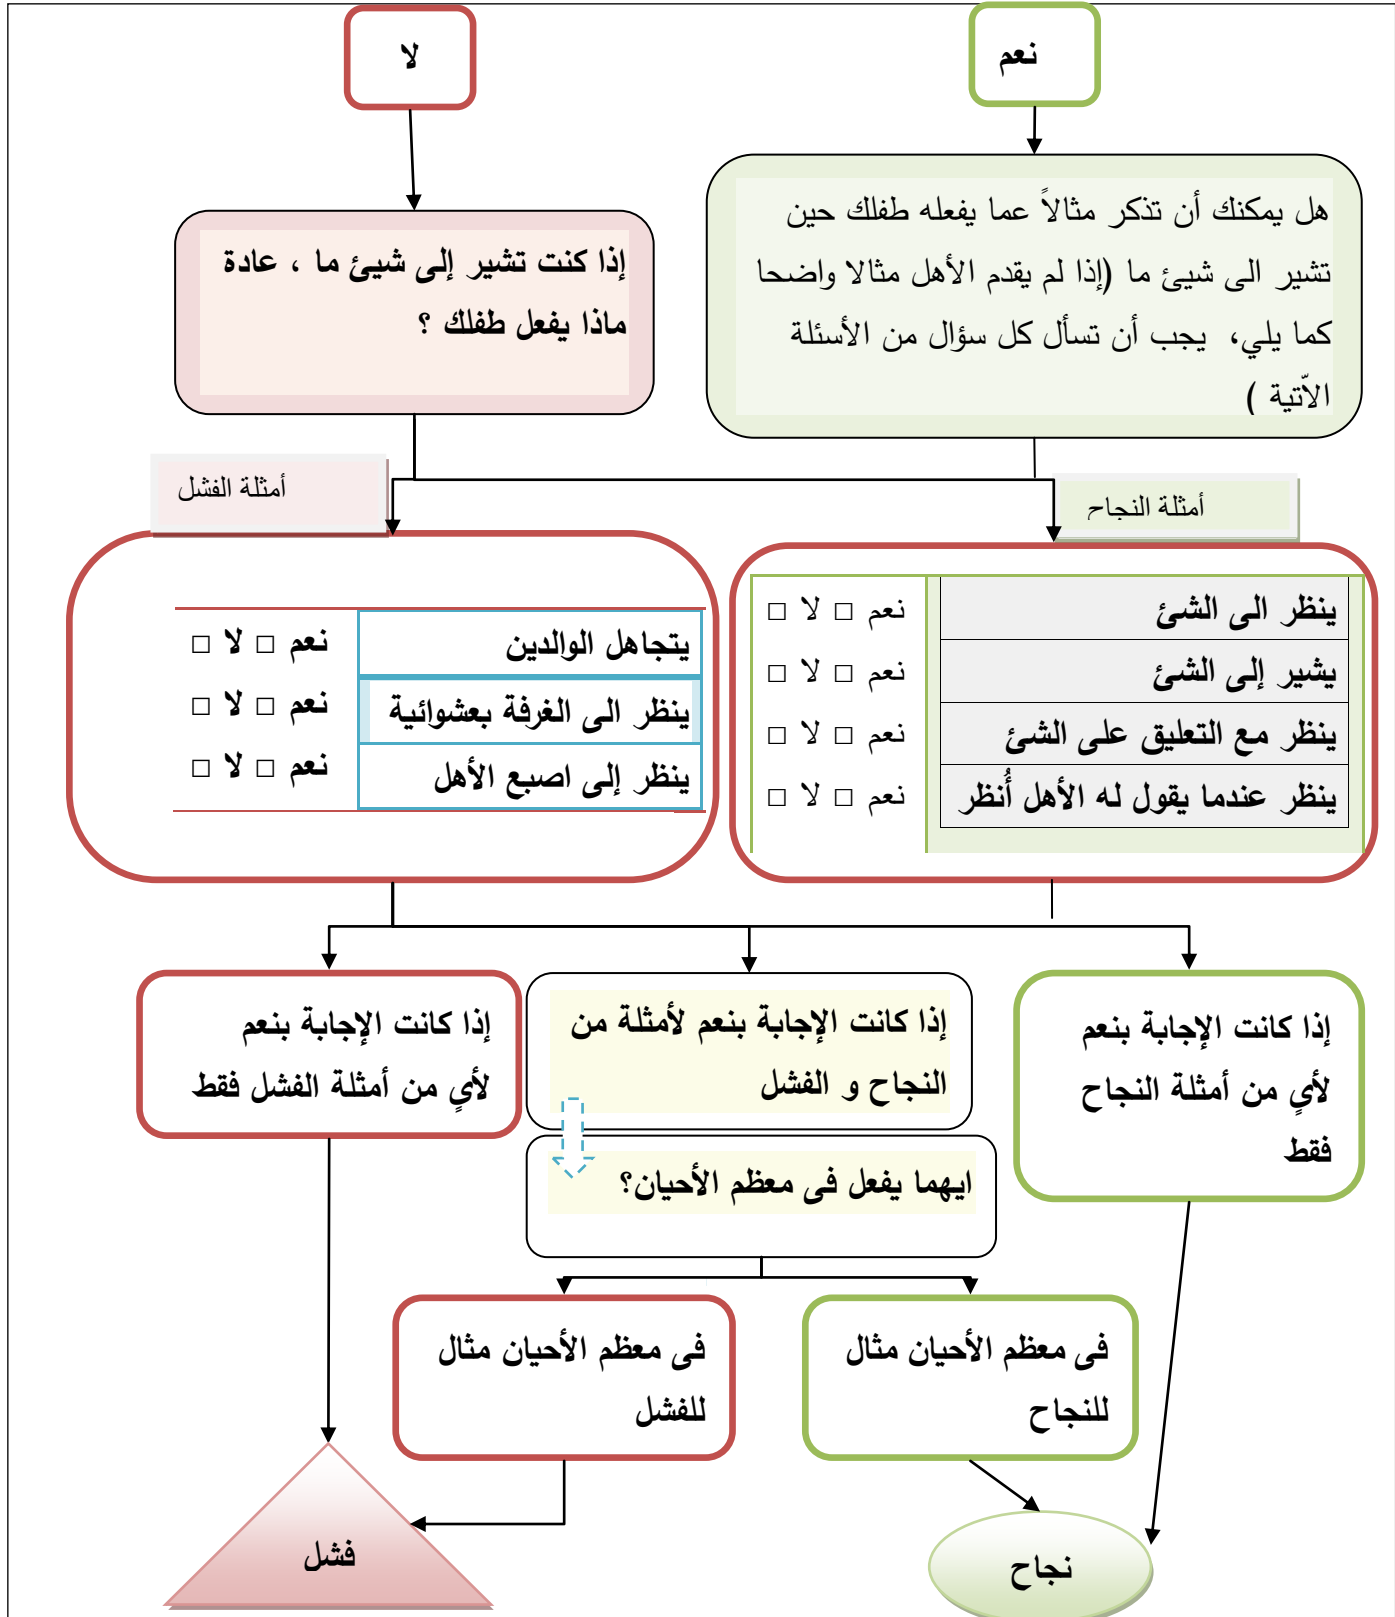 نعم
لا
هل يمكنك أن تذكر مثالاً عما يفعله طفلك حين
تشير الى شيئ ما (إذا لم يقدم الأهل مثالا واضحا
كما يلي، يجب أن تسأل كل سؤال من الأسئلة
الاّتية )
إذا كنت تشير إلى شيئ ما ، عادة
ماذا يفعل طفلك ؟
أمثلة النجاح
أمثلة الفشل
ينظر الى الشئ نعم □ لا □
يشير إلى الشئ نعم □ لا □
ينظر مع التعليق على الشئ نعم □ لا □
ينظر عندما يقول له الأهل أُنظر نعم □ لا □
يتجاهل الوالدين نعم □ لا □
ينظر الى الغرفة بعشوائية نعم □ لا □
ينظر إلى اصبع الأهل نعم □ لا □
إذا كانت الإجابة بنعم
لأيٍ من أمثلة النجاح
فقط
إذا كانت الإجابة بنعم لأمثلة من
النجاح و الفشل
إذا كانت الإجابة بنعم
لأيٍ من أمثلة الفشل فقط
ايهما يفعل فى معظم الأحيان؟
فى معظم الأحيان مثال
للنجاح
فى معظم الأحيان مثال
للفشل
نجاح
فشل